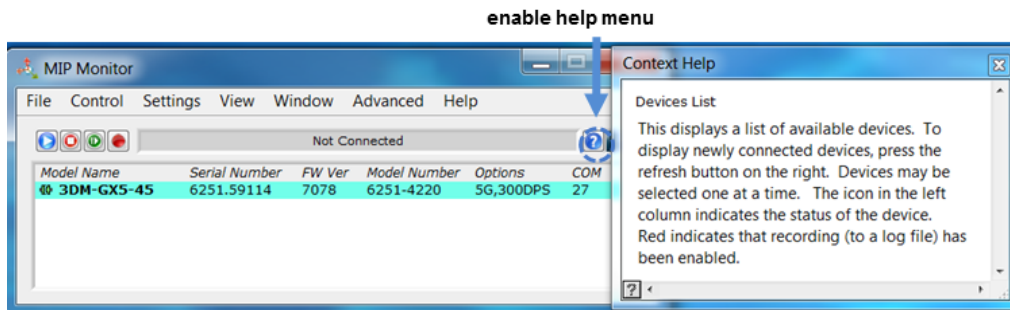 enable help menu
MIP Monitor
File Control Settings View Window Advanced Help
Not Connected
?
Model Name Serial Number FW Ver Model Number Options COM
3DM-GX5-45 6251.59114 7078 6251-4220 5G,300DPS 27
Context Help
Devices List
This displays a list of available devices. To
display newly connected devices, press the
refresh button on the right. Devices may be
selected one at a time. The icon in the left
column indicates the status of the device.
Red indicates that recording (to a log file) has
been enabled.
?